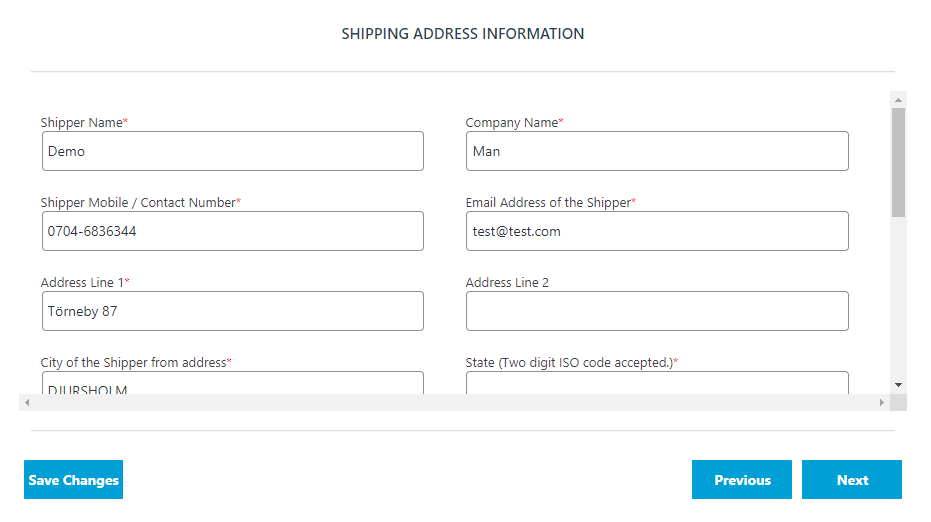 SHIPPING ADDRESS INFORMATION
Shipper Name* Company Name*
Demo Man
Shipper Mobile / Contact Number* Email Address of the Shipper*
0704-6836344 test@test.com
Address Line 1* Address Line 2
Törneby 87
City of the Shipper from address* State (Two digit ISO code accepted.)*
DJURSHOLM
Save Changes Previous Next